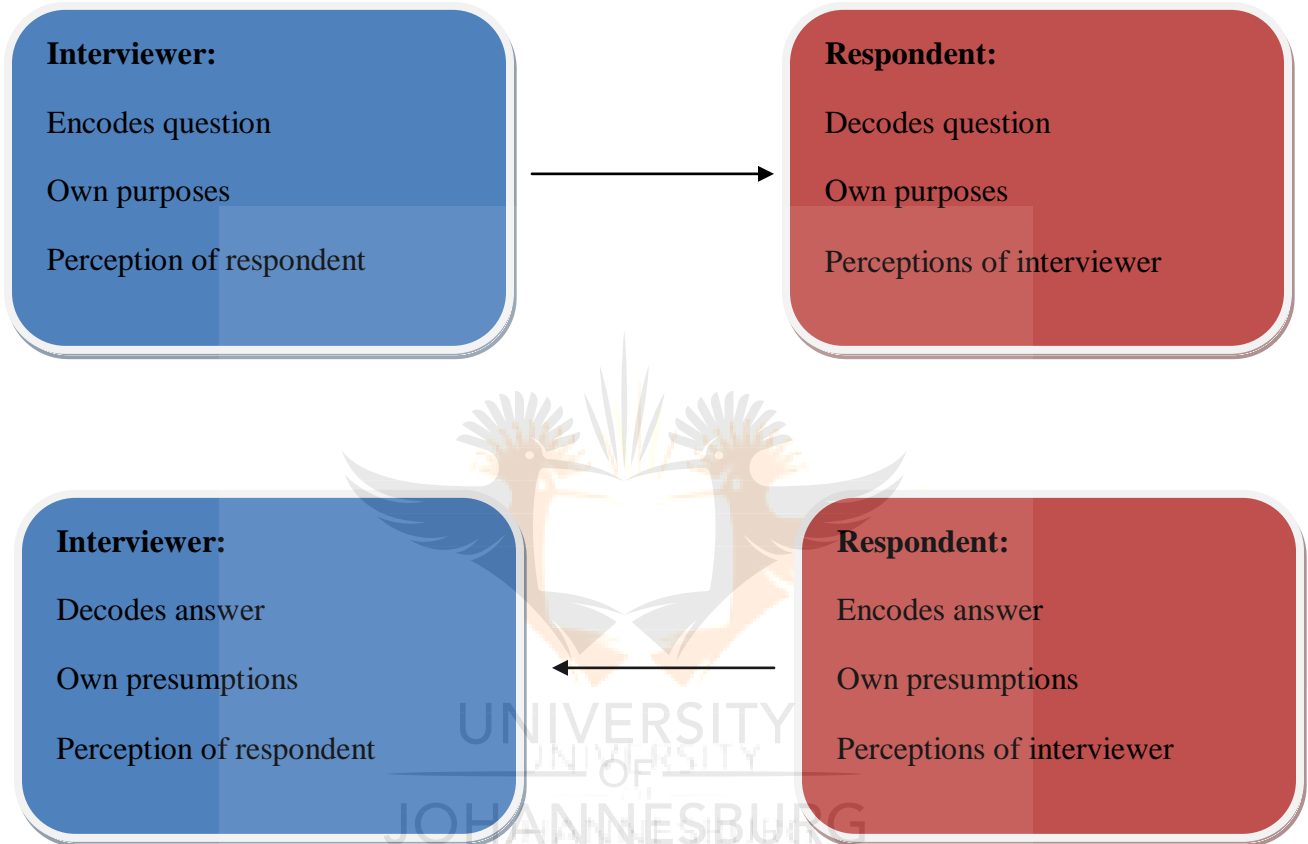 Interviewer:
Encodes question
Own purposes
Perception of respondent
Respondent:
Decodes question
Own purposes
Perceptions of interviewer
Interviewer:
Decodes answer
Own presumptions
Perception of respondent
Respondent:
Encodes answer
Own presumptions
Perceptions of interviewer
UNIVERSITY
OF
JOHANNESBURG